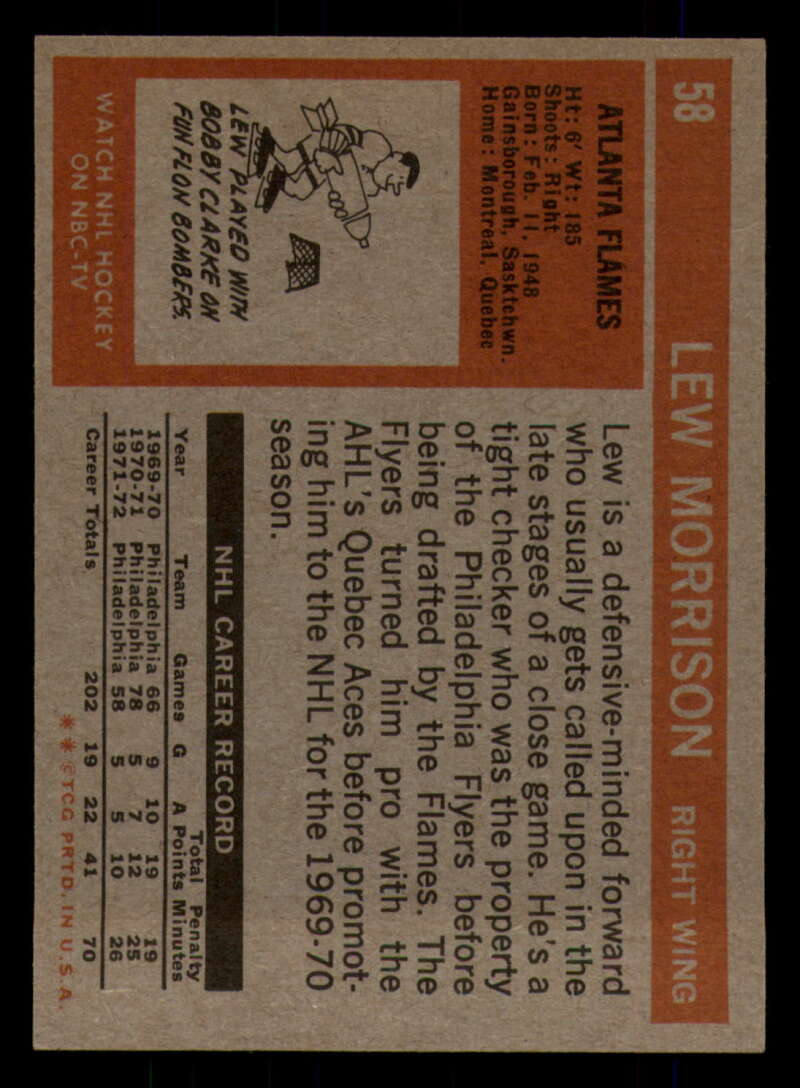 58 LEW MORRISON RIGHT WING
ATLANTA FLAMES
Ht: 6' Wt: 185
Shoots: Right
Born: Feb. 11, 1948
Gainsborough, Sasktchwn.
Home: Montreal, Quebec
LEW PLAYED WITH
BOBBY CLARKE ON
FLIN FLON BOMBERS.
WATCH NHL HOCKEY
ON NBC-TV
Lew is a defensive-minded forward
who usually gets called upon in the
late stages of a close game. He's a
tight checker who was the property
of the Philadelphia Flyers before
being drafted by the Flames. The
Flyers turned him pro with the
AHL's Quebec Aces before promot-
ing him to the NHL for the 1969-70
season.
NHL CAREER RECORD
Total Penalty
Year Team Games G A Points Minutes
1969-70 Philadelphia 66 9 10 19 19
1970-71 Philadelphia 78 5 7 12 25
1971-72 Philadelphia 58 5 5 10 26
Career Totals 202 19 22 41 70
**©TCG PRTD. IN U.S.A.